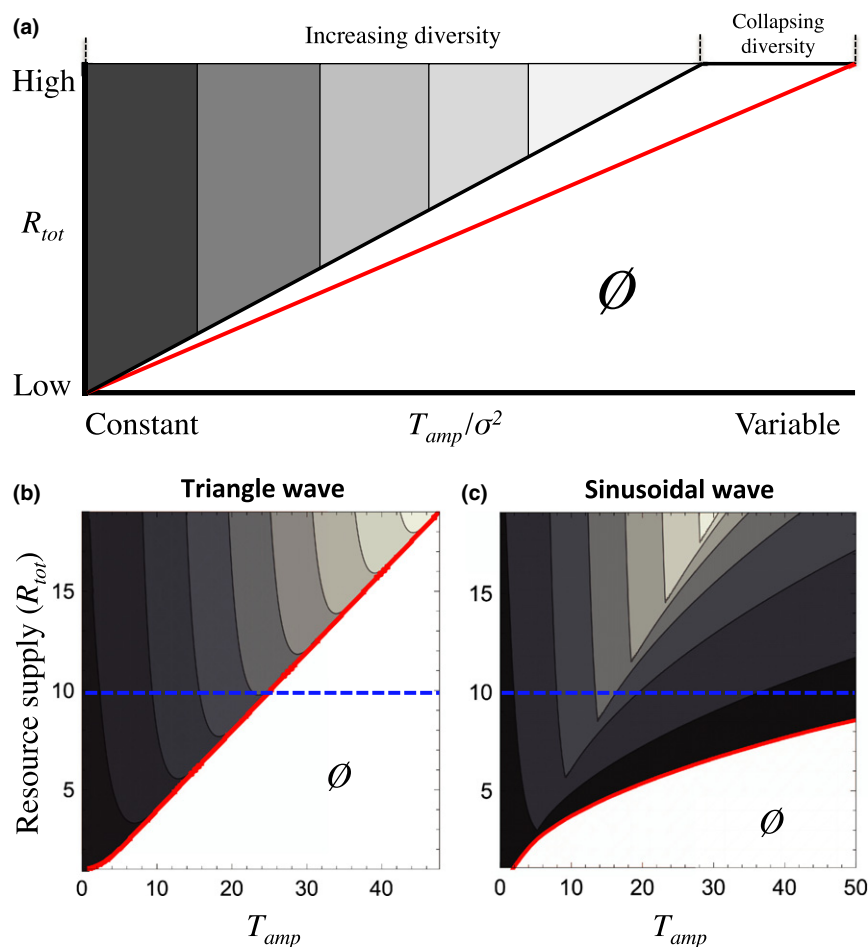 (a)
Increasing diversity
Collapsing
diversity
High
R_tot
Low
Ø
Constant
T_amp/σ²
Variable
(b)
Triangle wave
(c)
Sinusoidal wave
Resource supply (R_tot)
15
10
5
Ø
0
10
20
30
40
T_amp
15
10
5
Ø
0
10
20
30
40
50
T_amp